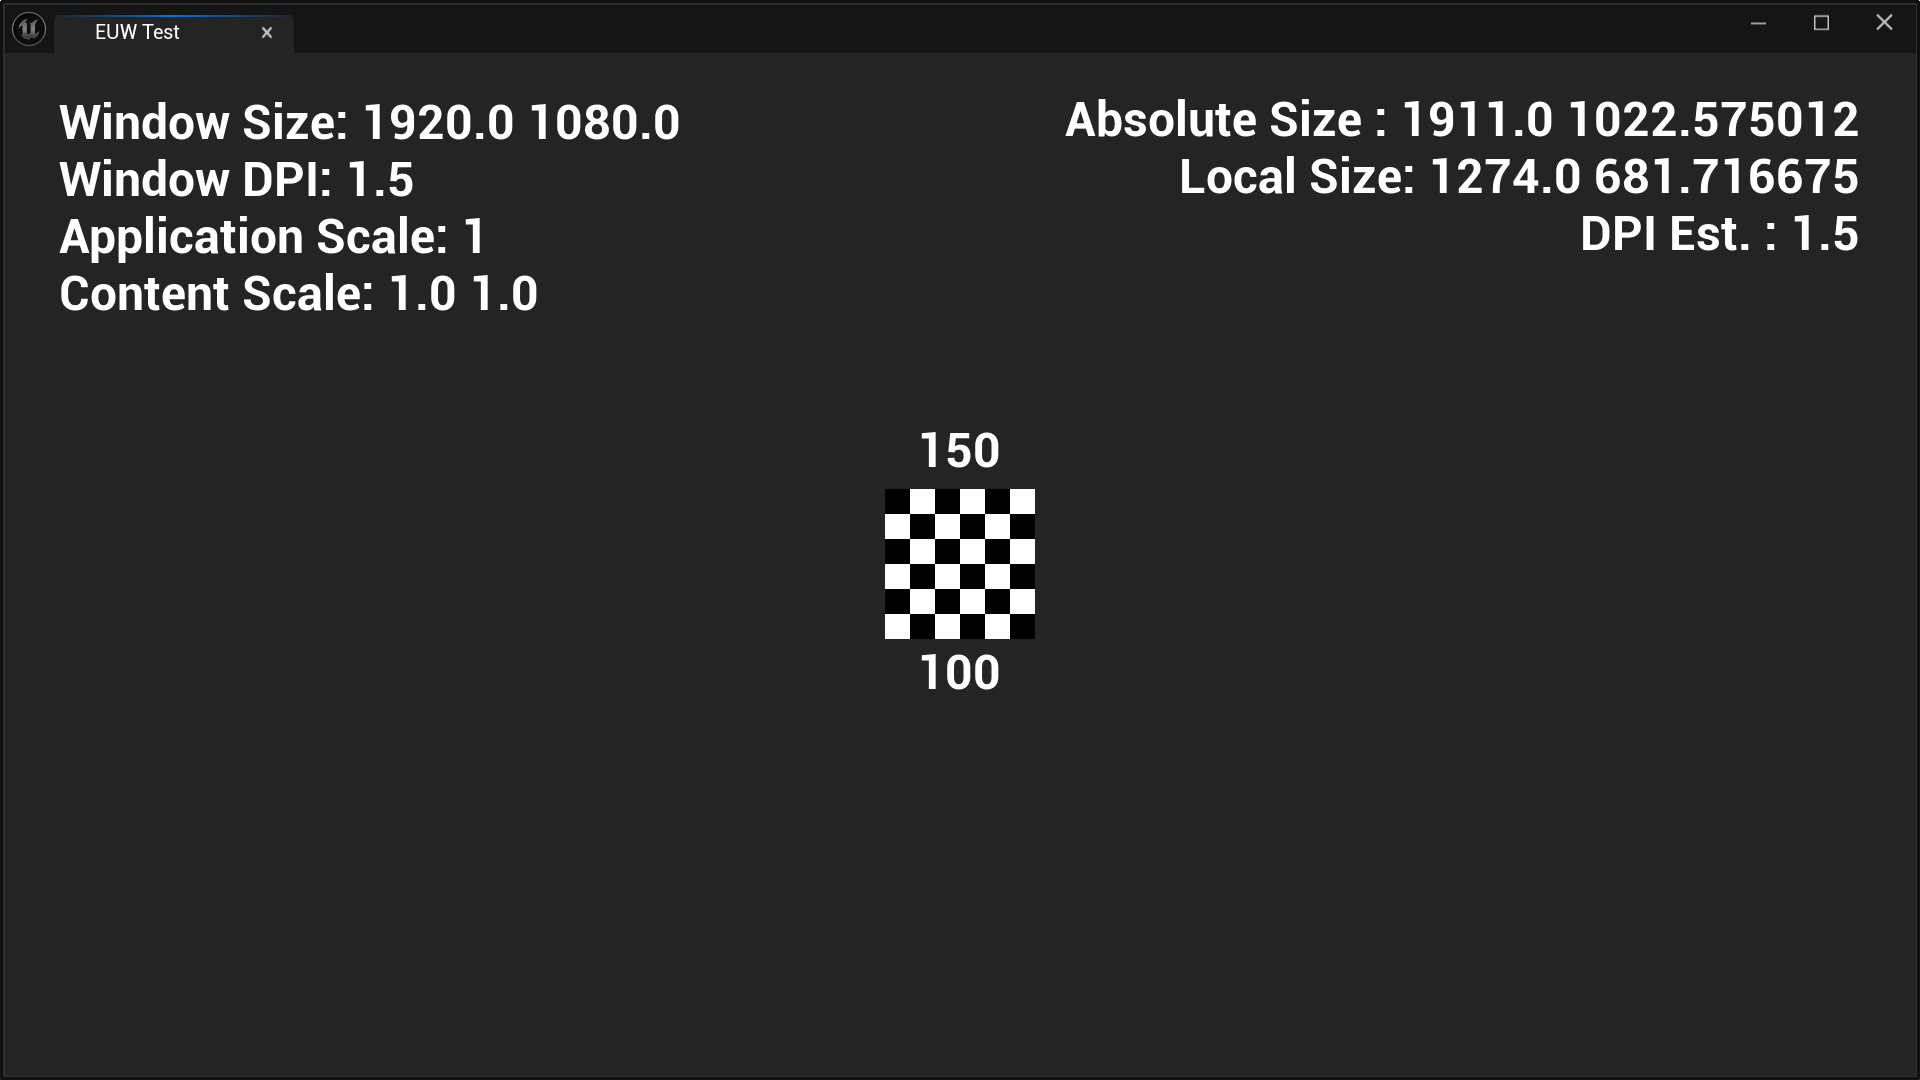 EUW Test
Window Size: 1920.0 1080.0
Window DPI: 1.5
Application Scale: 1
Content Scale: 1.0 1.0
Absolute Size : 1911.0 1022.575012
Local Size: 1274.0 681.716675
DPI Est. : 1.5
150
100